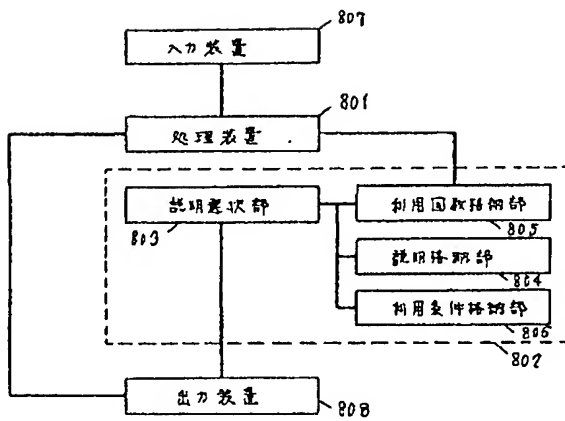 807
入力装置
801
処理装置
説明選択部
803
利用回数格納部
805
説明格納部
804
利用条件格納部
806
802
出力装置
808